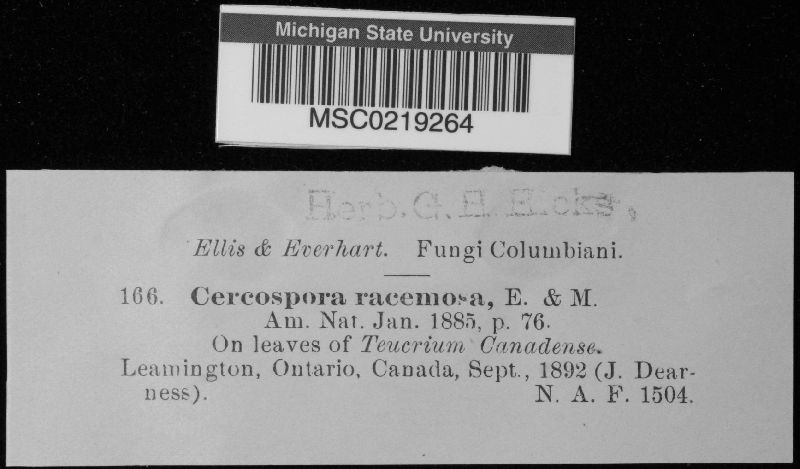 Michigan State University
MSC0219264
Herb. G. H. Hicks,
Ellis & Everhart. Fungi Columbiani.
166. Cercospora racemosa, E. & M.
Am. Nat. Jan. 1885, p. 76.
On leaves of Teucrium Canadense.
Leamington, Ontario, Canada, Sept., 1892 (J. Dear-
ness). N. A. F. 1504.